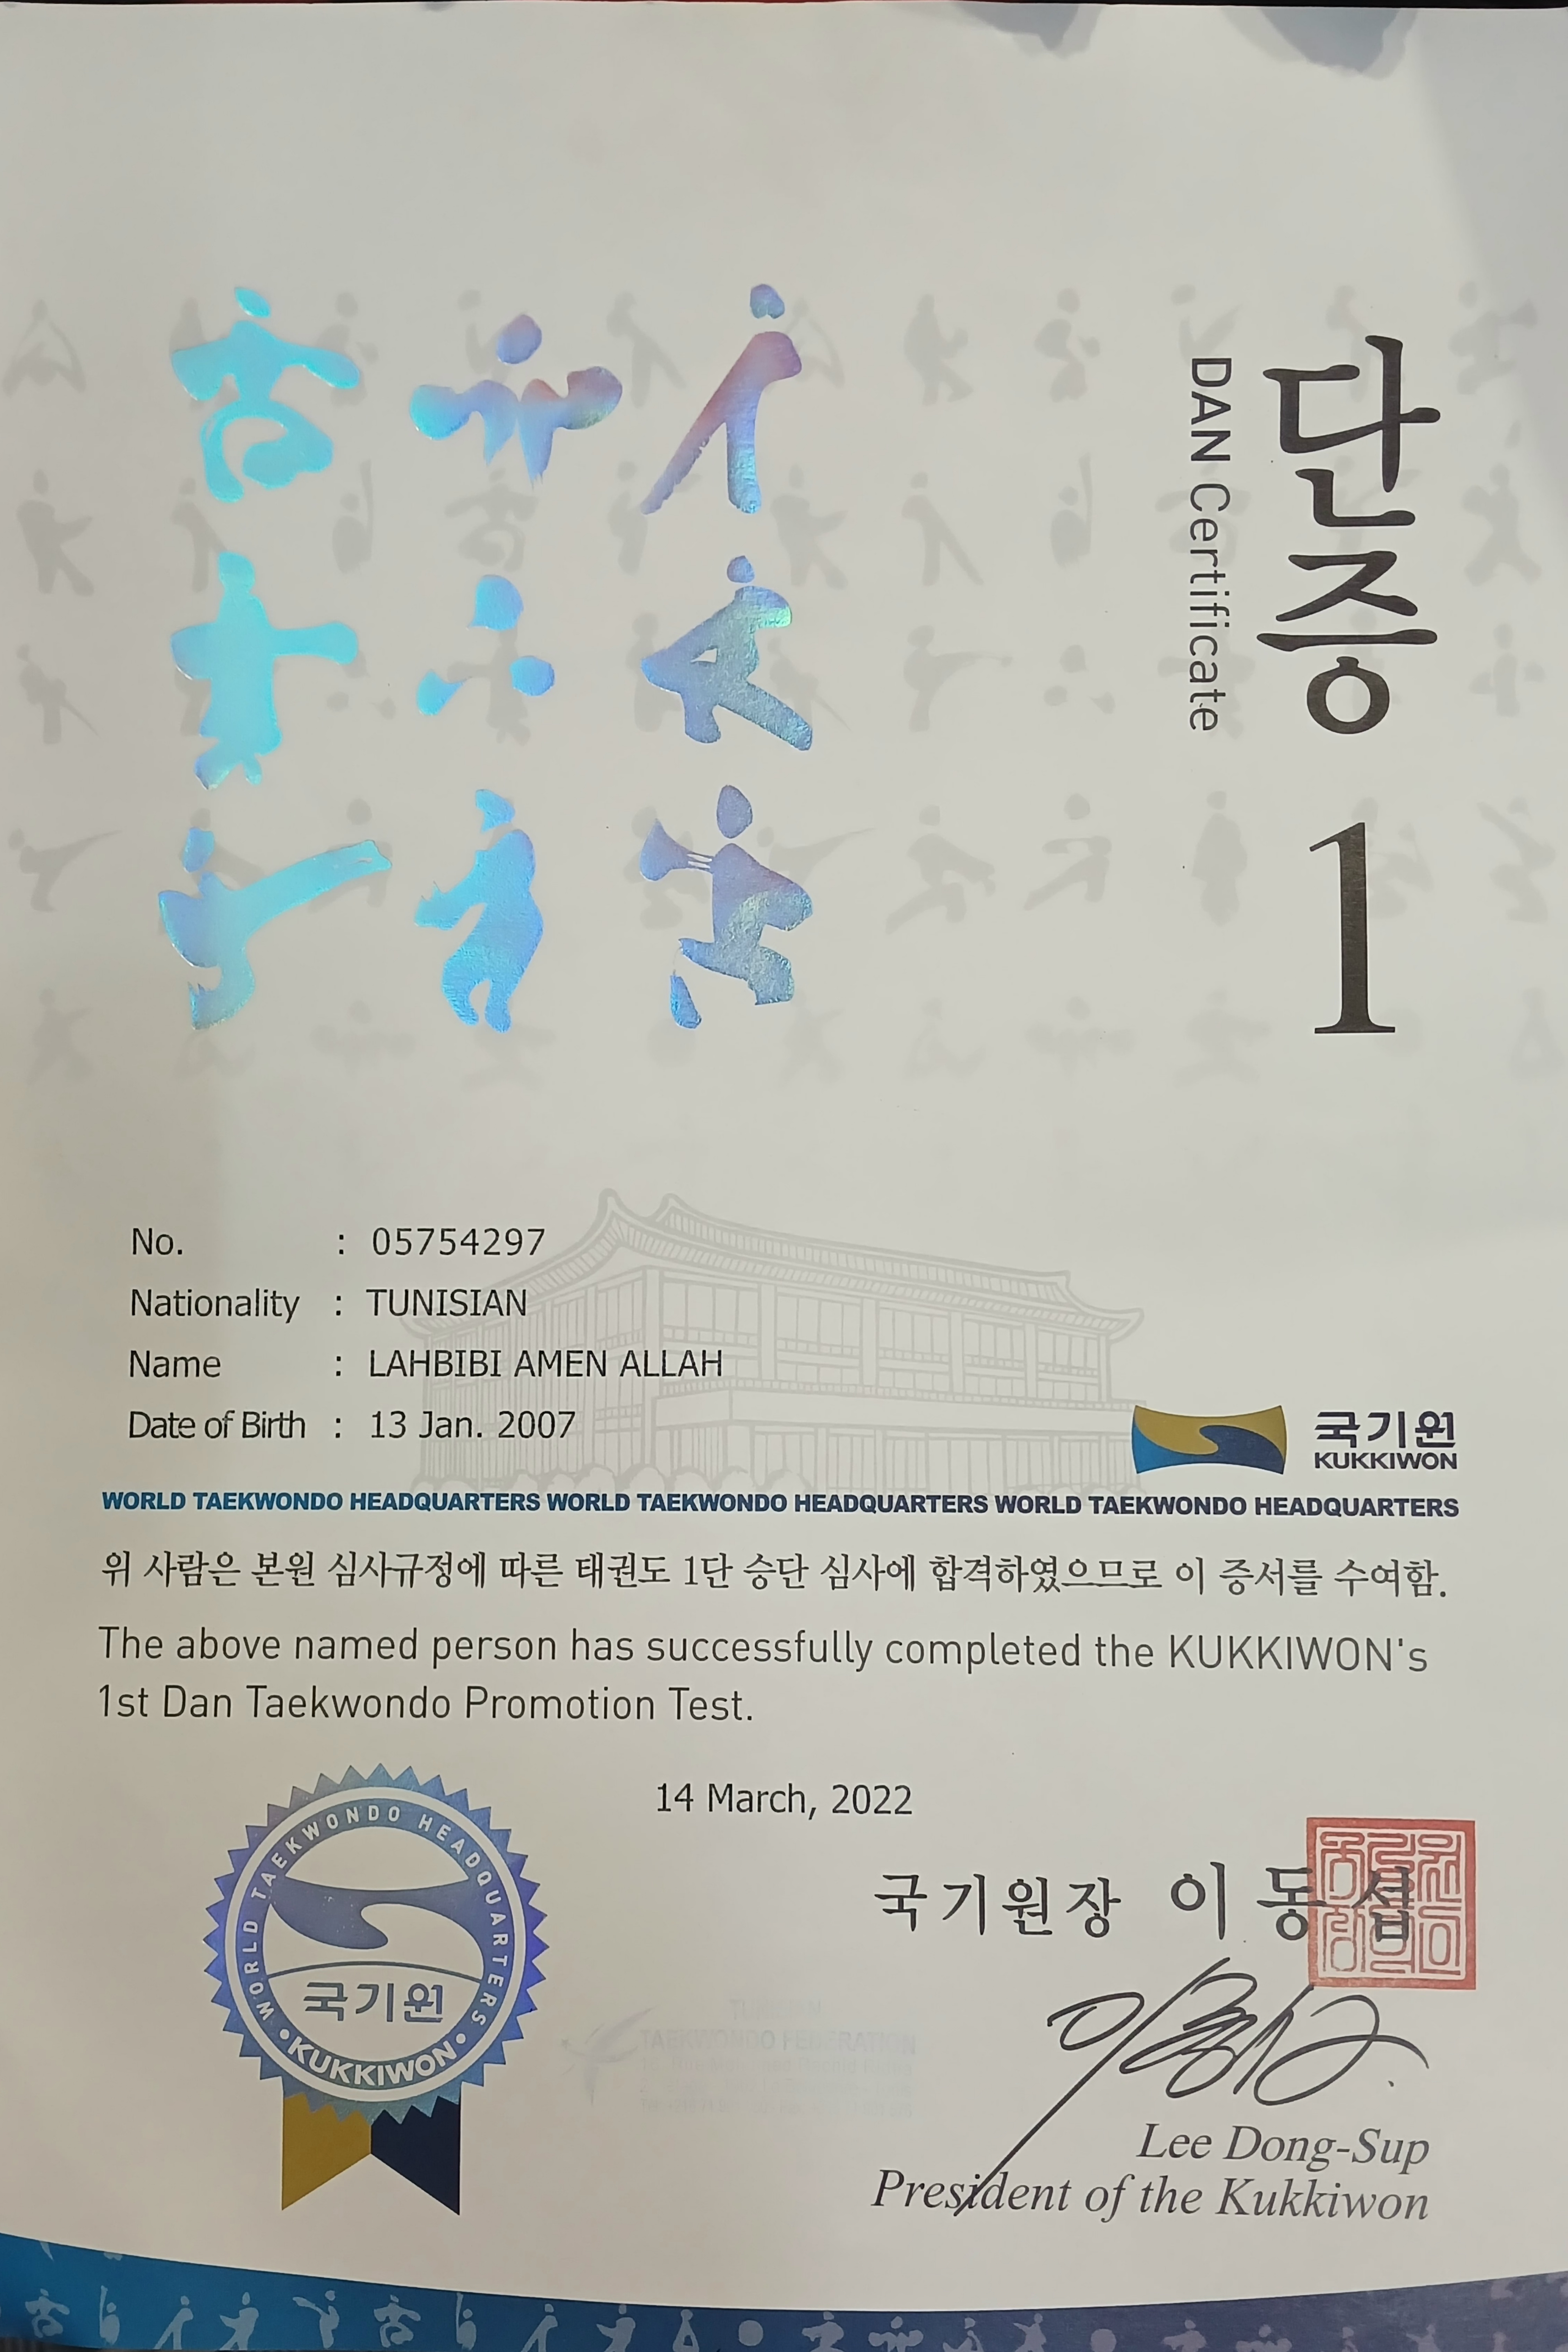 단증 1
DAN Certificate
No. : 05754297
Nationality : TUNISIAN
Name : LAHBIBI AMEN ALLAH
Date of Birth : 13 Jan. 2007
국기원
KUKKIWON
WORLD TAEKWONDO HEADQUARTERS WORLD TAEKWONDO HEADQUARTERS WORLD TAEKWONDO HEADQUARTERS
위 사람은 본원 심사규정에 따른 태권도 1단 승단 심사에 합격하였으므로 이 증서를 수여함.
The above named person has successfully completed the KUKKIWON's
1st Dan Taekwondo Promotion Test.
14 March, 2022
WORLD TAEKWONDO HEADQUARTERS
국기원
• KUKKIWON •
국기원장 이동섭
TAEKWONDO FEDERATION
Lee Dong-Sup
President of the Kukkiwon